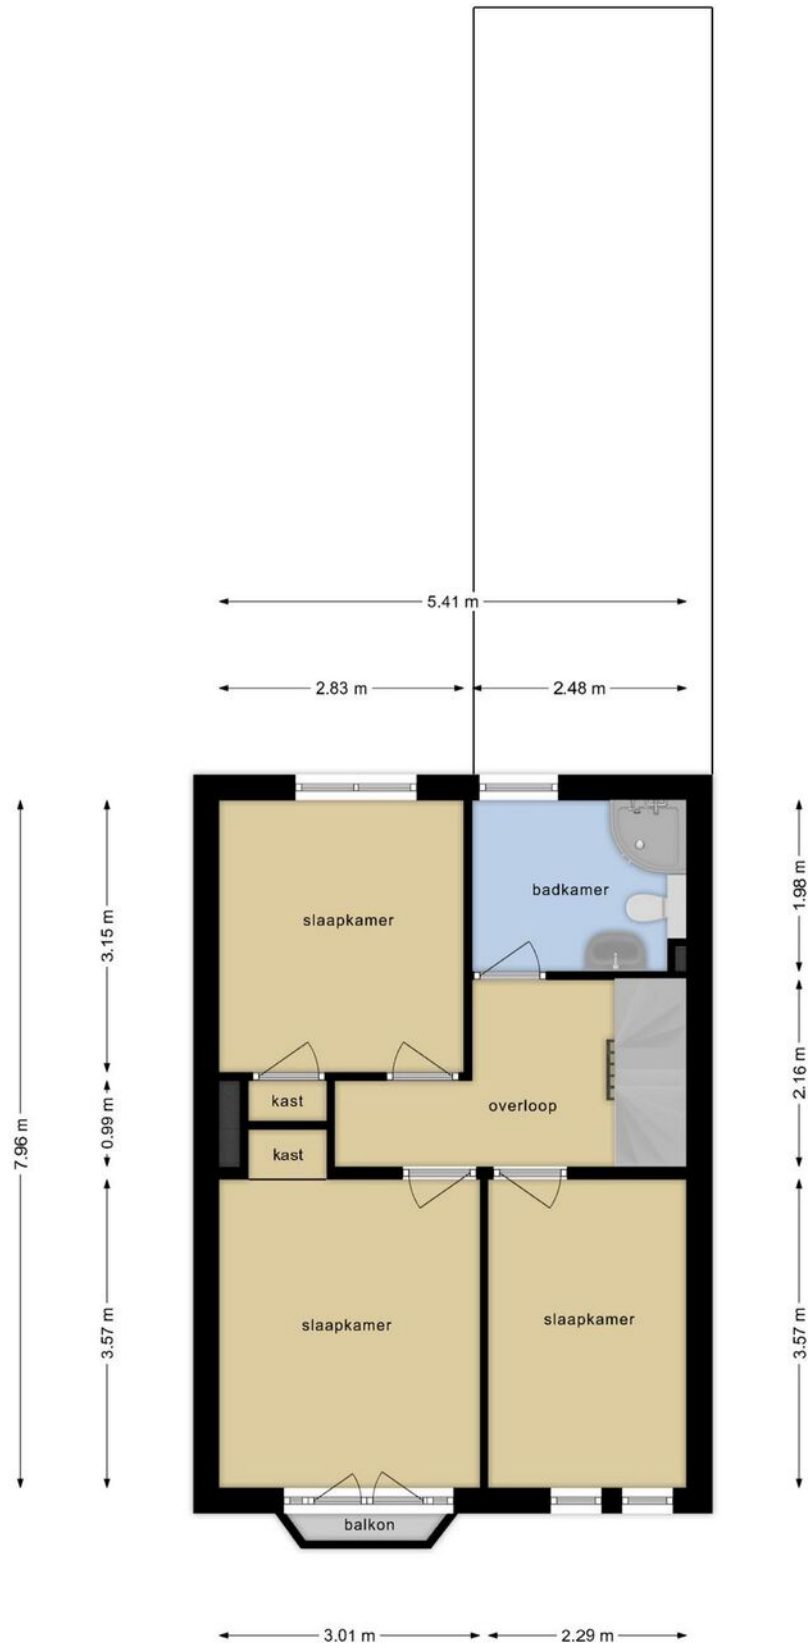 5.41 m
2.83 m
2.48 m
badkamer
1.98 m
slaapkamer
3.15 m
2.16 m
kast
overloop
0.99 m
7.96 m
kast
slaapkamer
slaapkamer
3.57 m
3.57 m
balkon
3.01 m
2.29 m